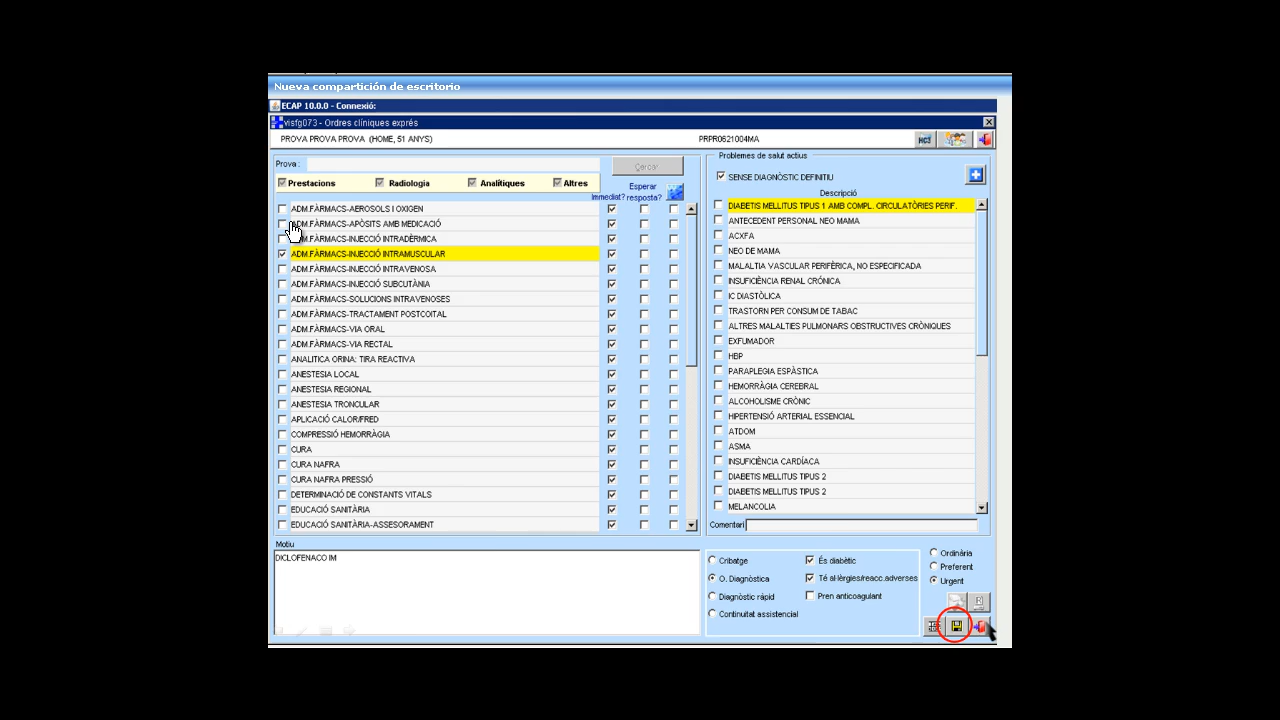 Nueva compartición de escritorio
ECAP 10.0.0 - Connexió:
visfg073 - Ordres clíniques exprés
PROVA PROVA PROVA (HOME, 51 ANYS) PRPR0621004MA HC3
Prova: Cercar
Prestacions Radiologia Analítiques Altres
Immediat? Esperar resposta?
ADM.FÀRMACS-AEROSOLS I OXIGEN
ADM.FÀRMACS-APÒSITS AMB MEDICACIÓ
ADM.FÀRMACS-INJECCIÓ INTRADÈRMICA
ADM.FÀRMACS-INJECCIÓ INTRAMUSCULAR
ADM.FÀRMACS-INJECCIÓ INTRAVENOSA
ADM.FÀRMACS-INJECCIÓ SUBCUTÀNIA
ADM.FÀRMACS-SOLUCIONS INTRAVENOSES
ADM.FÀRMACS-TRACTAMENT POSTCOITAL
ADM.FÀRMACS-VIA ORAL
ADM.FÀRMACS-VIA RECTAL
ANALITICA ORINA: TIRA REACTIVA
ANESTESIA LOCAL
ANESTESIA REGIONAL
ANESTESIA TRONCULAR
APLICACIÓ CALOR/FRED
COMPRESSIÓ HEMORRÀGIA
CURA
CURA NAFRA
CURA NAFRA PRESSIÓ
DETERMINACIÓ DE CONSTANTS VITALS
EDUCACIÓ SANITÀRIA
EDUCACIÓ SANITÀRIA-ASSESORAMENT
Problemes de salut actius
SENSE DIAGNÒSTIC DEFINITIU
Descripció
DIABETIS MELLITUS TIPUS 1 AMB COMPL. CIRCULATÒRIES PERIF.
ANTECEDENT PERSONAL NEO MAMA
ACXFA
NEO DE MAMA
MALALTIA VASCULAR PERIFÈRICA, NO ESPECIFICADA
INSUFICIÈNCIA RENAL CRÓNICA
IC DIASTÒLICA
TRASTORN PER CONSUM DE TABAC
ALTRES MALALTIES PULMONARS OBSTRUCTIVES CRÒNIQUES
EXFUMADOR
HBP
PARAPLEGIA ESPÀSTICA
HEMORRÀGIA CEREBRAL
ALCOHOLISME CRÒNIC
HIPERTENSIÓ ARTERIAL ESSENCIAL
ATDOM
ASMA
INSUFICIÈNCIA CARDÍACA
DIABETIS MELLITUS TIPUS 2
DIABETIS MELLITUS TIPUS 2
MELANCOLIA
Comentari
Motiu
DICLOFENACO IM
Cribatge
O. Diagnòstica
Diagnòstic ràpid
Continuïtat assistencial
És diabètic
Té al·lèrgies/reacc.adverses
Pren anticoagulant
Ordinària
Preferent
Urgent